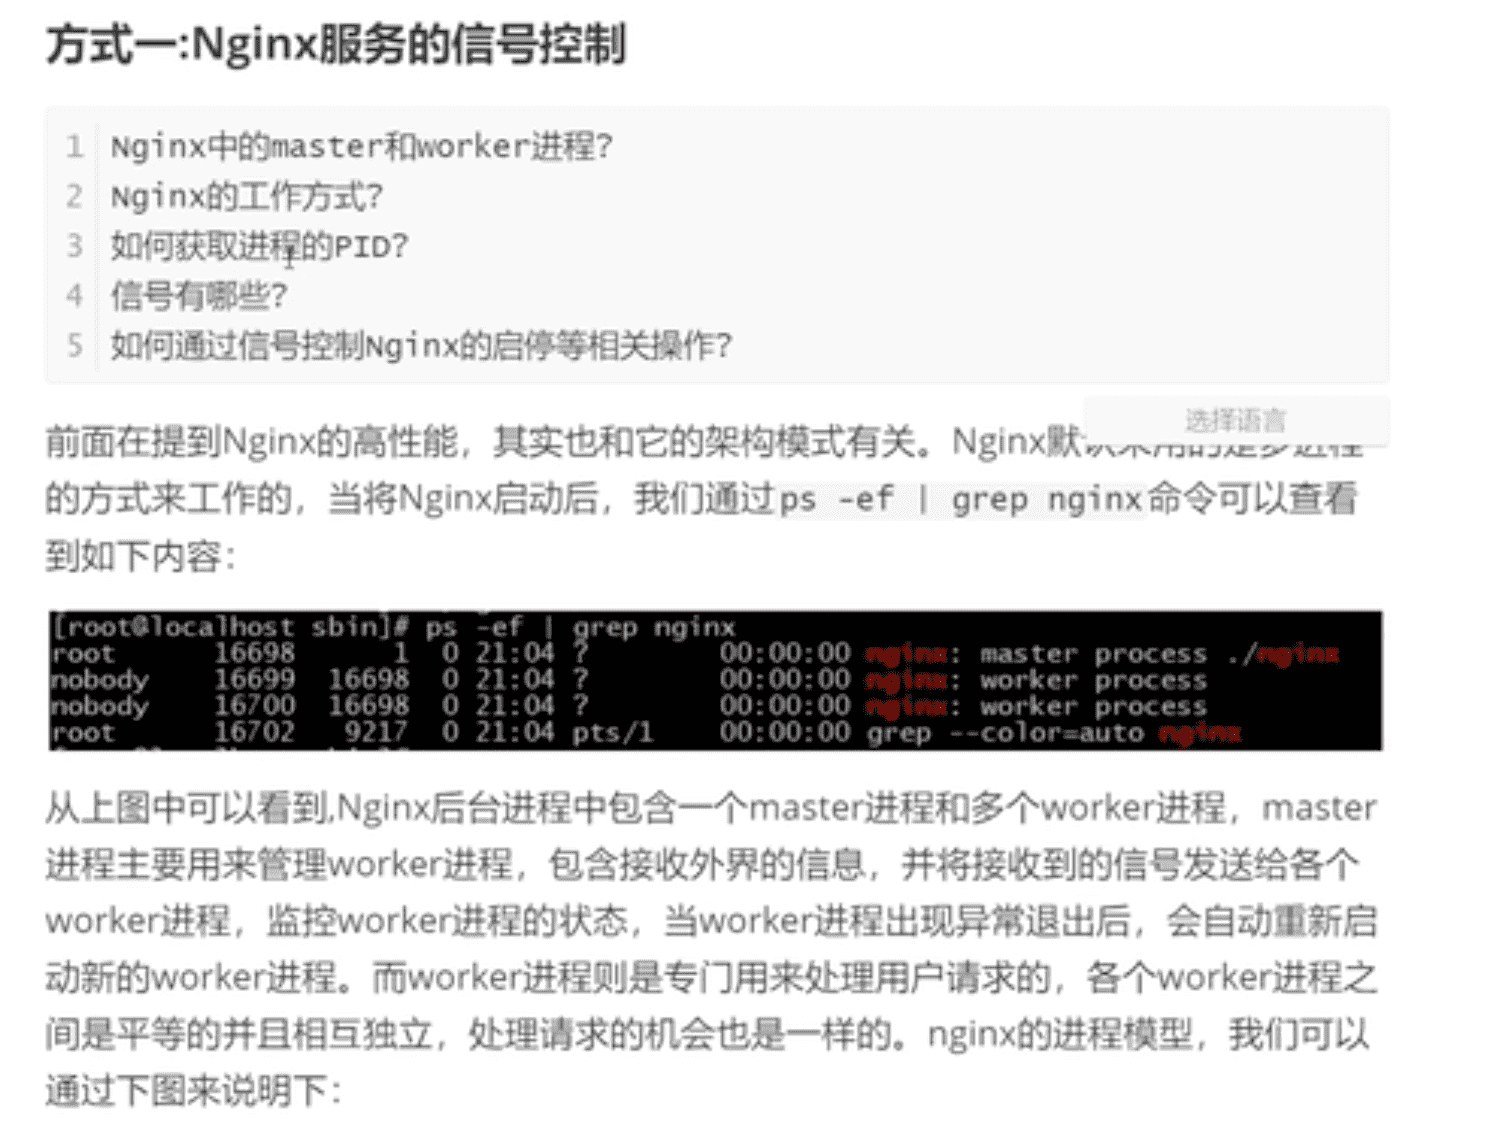 方式一:Nginx服务的信号控制
1 Nginx中的master和worker进程?
2 Nginx的工作方式?
3 如何获取进程的PID?
4 信号有哪些?
5 如何通过信号控制Nginx的启停等相关操作?
选择语言
前面在提到Nginx的高性能，其实也和它的架构模式有关。Nginx默认采用的是多进程
的方式来工作的，当将Nginx启动后，我们通过ps -ef | grep nginx命令可以查看
到如下内容：
[root@localhost sbin]# ps -ef | grep nginx
root 16698 1 0 21:04 ? 00:00:00 nginx: master process ./nginx
nobody 16699 16698 0 21:04 ? 00:00:00 nginx: worker process
nobody 16700 16698 0 21:04 ? 00:00:00 nginx: worker process
root 16702 9217 0 21:04 pts/1 00:00:00 grep --color=auto nginx
从上图中可以看到,Nginx后台进程中包含一个master进程和多个worker进程，master
进程主要用来管理worker进程，包含接收外界的信息，并将接收到的信号发送给各个
worker进程，监控worker进程的状态，当worker进程出现异常退出后，会自动重新启
动新的worker进程。而worker进程则是专门用来处理用户请求的，各个worker进程之
间是平等的并且相互独立，处理请求的机会也是一样的。nginx的进程模型，我们可以
通过下图来说明下：